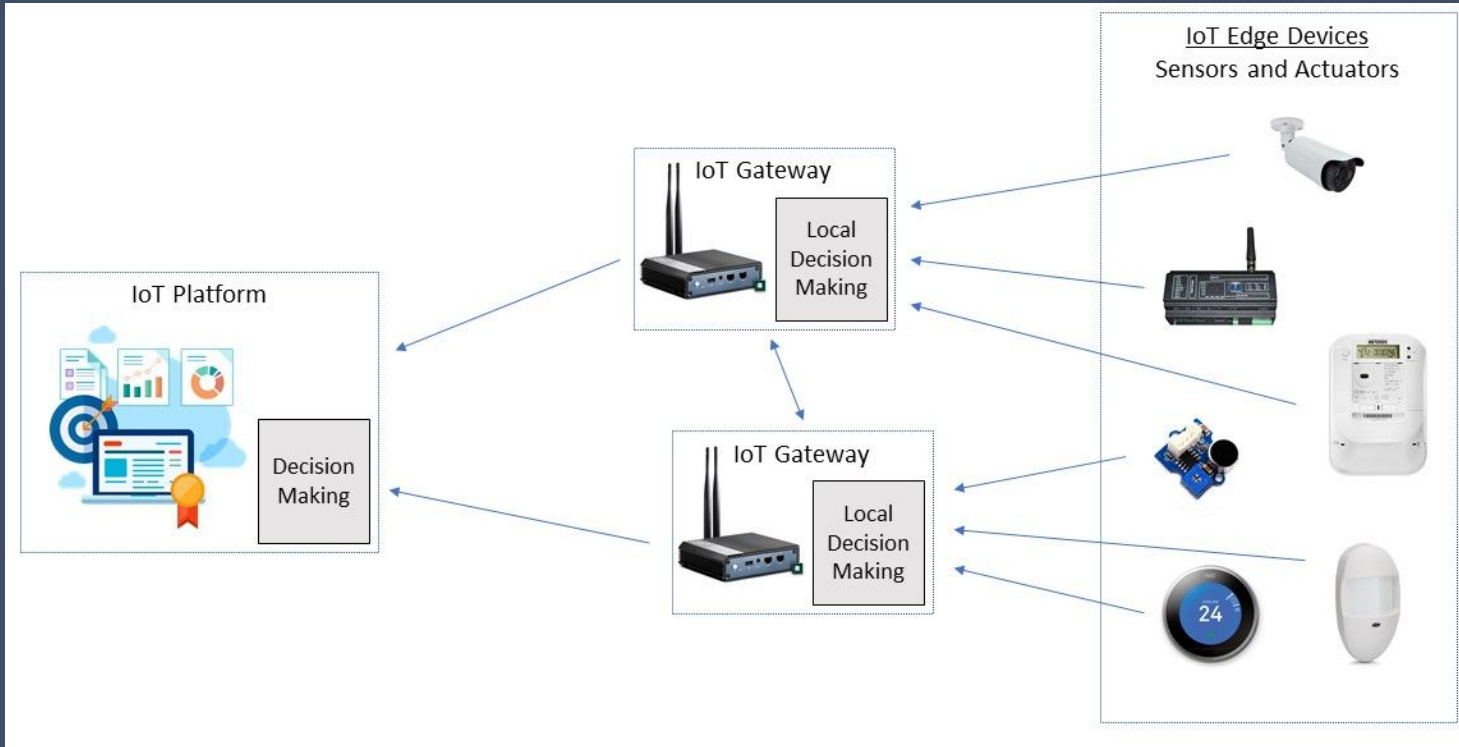 IoT Edge Devices
Sensors and Actuators
IoT Gateway
Local
Decision
Making
IoT Platform
Decision
Making
IoT Gateway
Local
Decision
Making
24